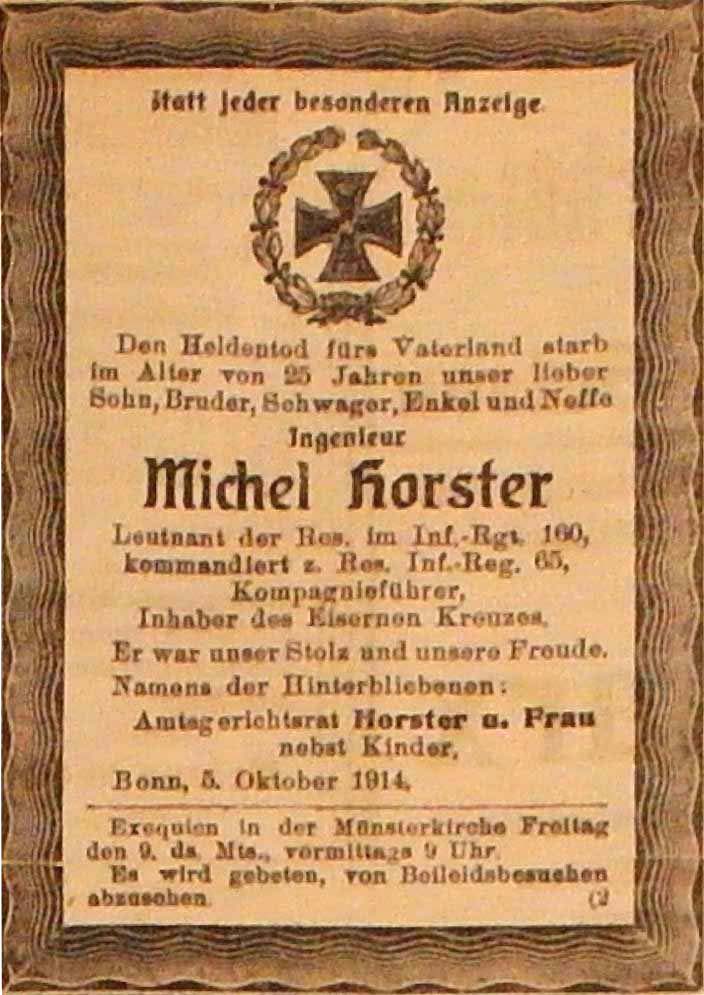 Statt jeder besonderen Anzeige.
Den Heldentod fürs Vaterland starb
im Alter von 25 Jahren unser lieber
Sohn, Bruder, Schwager, Enkel und Neffe
Ingenieur
Michel Horster
Leutnant der Res. im Inf.-Rgt. 160,
kommandiert z. Res. Inf.-Reg. 65,
Kompagnieführer,
Inhaber des Eisernen Kreuzes.
Er war unser Stolz und unsere Freude.
Namens der Hinterbliebenen:
Amtsgerichtsrat Horster u. Frau
nebst Kinder.
Bonn, 5. Oktober 1914.
Exequien in der Münsterkirche Freitag
den 9. ds. Mts., vormittags 9 Uhr.
Es wird gebeten, von Beileidsbesuchen
abzusehen. (2